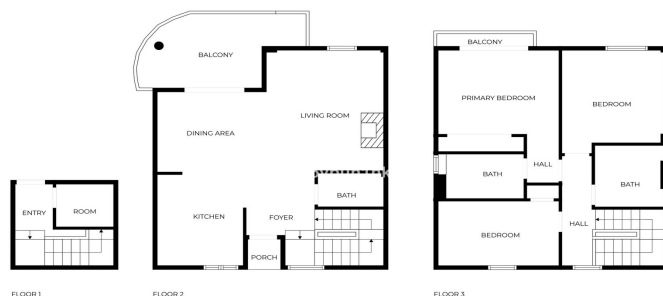 BALCONY
DINING AREA
LIVING ROOM
KITCHEN
FOYER
BATH
PORCH
ENTRY
ROOM
BALCONY
PRIMARY BEDROOM
BEDROOM
HALL
BATH
BATH
BEDROOM
HALL
FLOOR 1
FLOOR 2
FLOOR 3